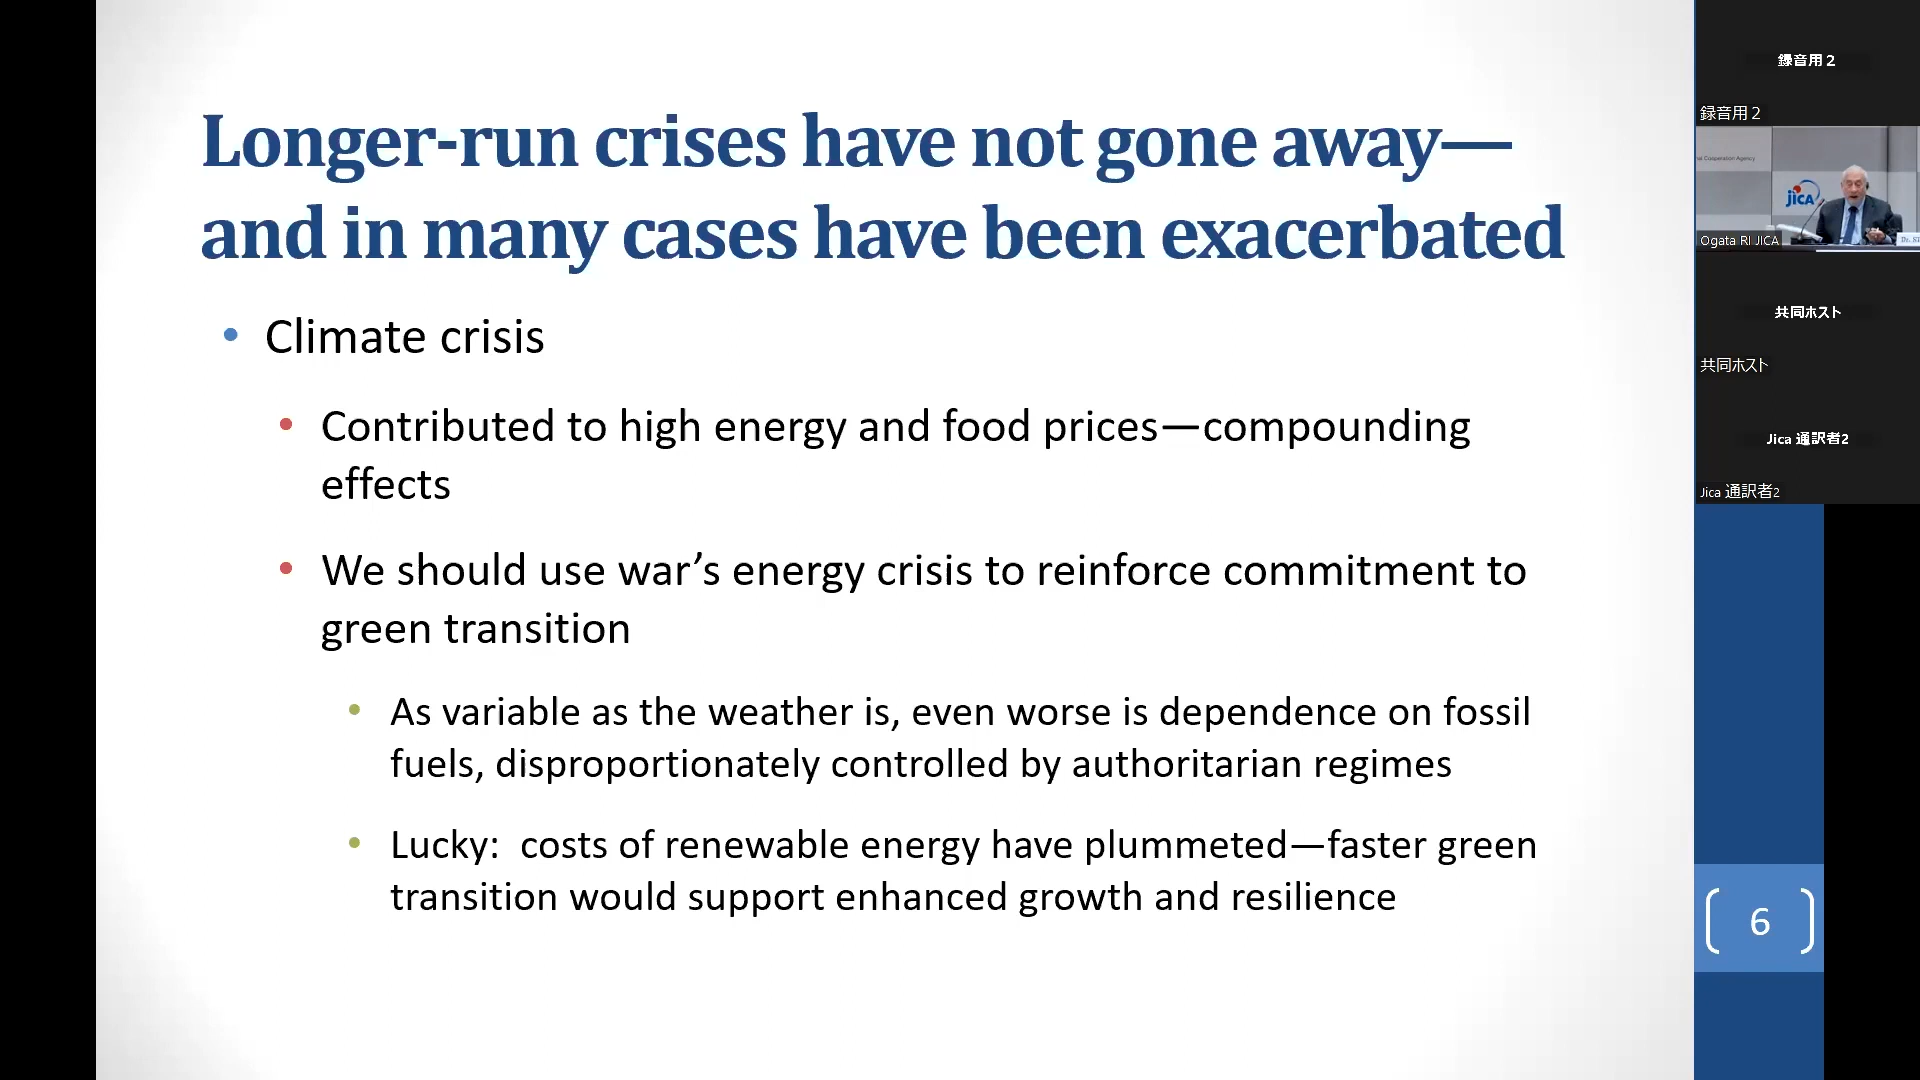 Longer-run crises have not gone away—
and in many cases have been exacerbated
• Climate crisis
• Contributed to high energy and food prices—compounding
effects
• We should use war’s energy crisis to reinforce commitment to
green transition
• As variable as the weather is, even worse is dependence on fossil
fuels, disproportionately controlled by authoritarian regimes
• Lucky:  costs of renewable energy have plummeted—faster green
transition would support enhanced growth and resilience
6
録音用２
録音用２
nal Cooperation Agency
jICA
Ogata RI JICA
共同ホスト
共同ホスト
Jica 通訳者2
Jica 通訳者2